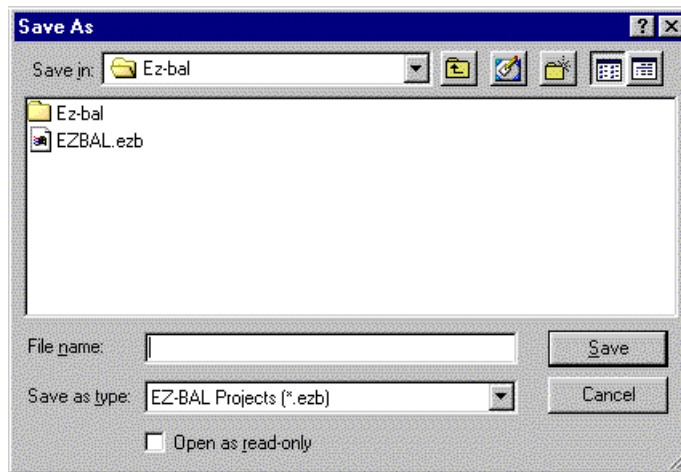 Save As
Save in: Ez-bal
Ez-bal
EZBAL.ezb
File name:
Save
Save as type: EZ-BAL Projects (*.ezb)
Cancel
Open as read-only